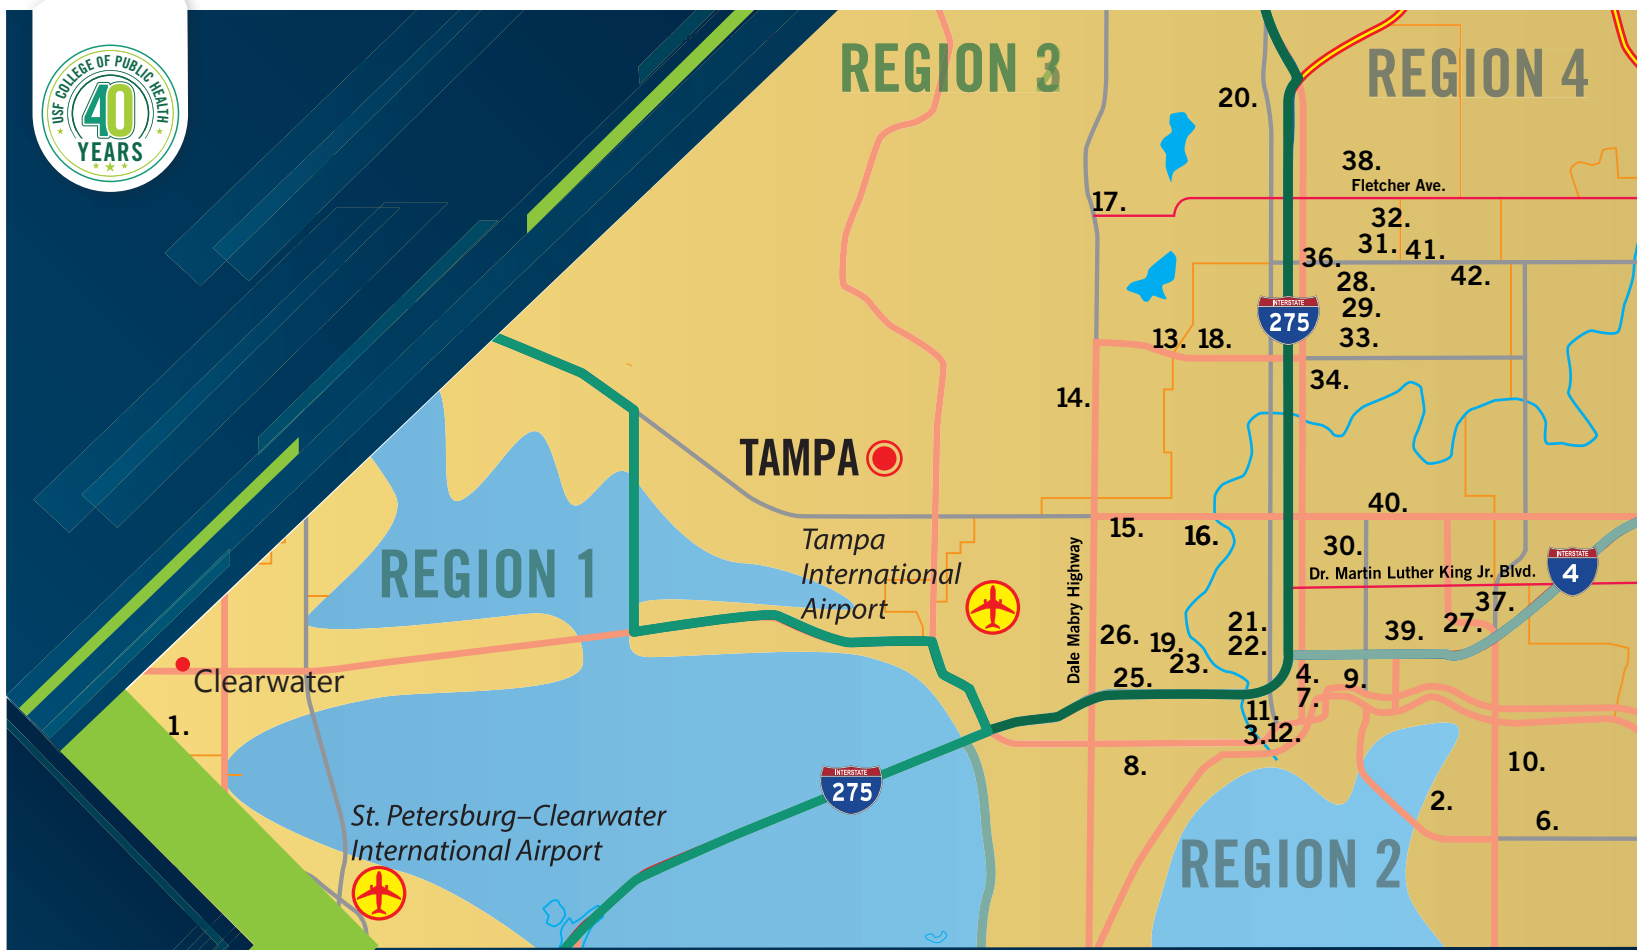 USF COLLEGE OF PUBLIC HEALTH
40
YEARS
REGION 3
REGION 4
20.
38.
Fletcher Ave.
17.
32.
31. 41.
36.
28. 42.
29.
INTERSTATE
275
13. 18.
33.
34.
14.
TAMPA
40.
15.
16.
Tampa
International
Airport
REGION 1
Dale Mabry Highway
30.
Dr. Martin Luther King Jr. Blvd.
INTERSTATE
4
37.
27.
39.
21.
22.
26. 19.
23.
25.
4.
9.
7.
11.
3. 12.
Clearwater
1.
8.
10.
INTERSTATE
275
2.
6.
St. Petersburg–Clearwater
International Airport
REGION 2